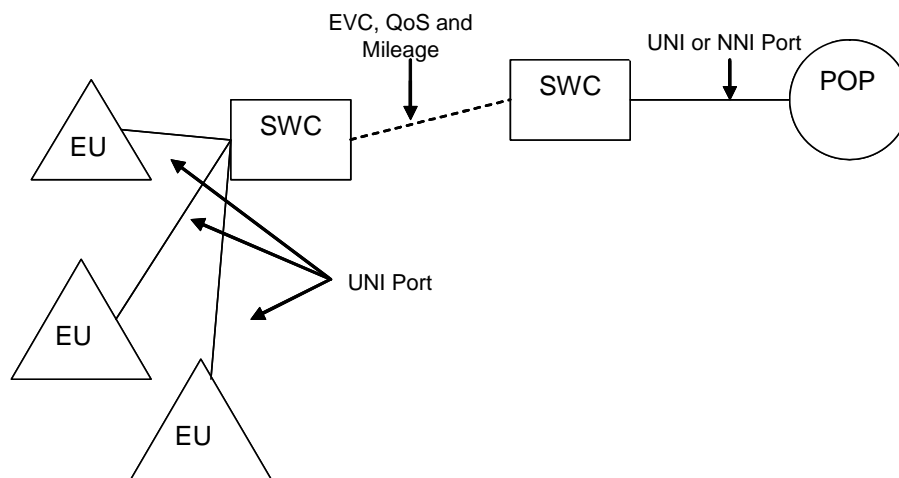 EVC, QoS and
Mileage
UNI or NNI Port
SWC
POP
SWC
EU
UNI Port
EU
EU